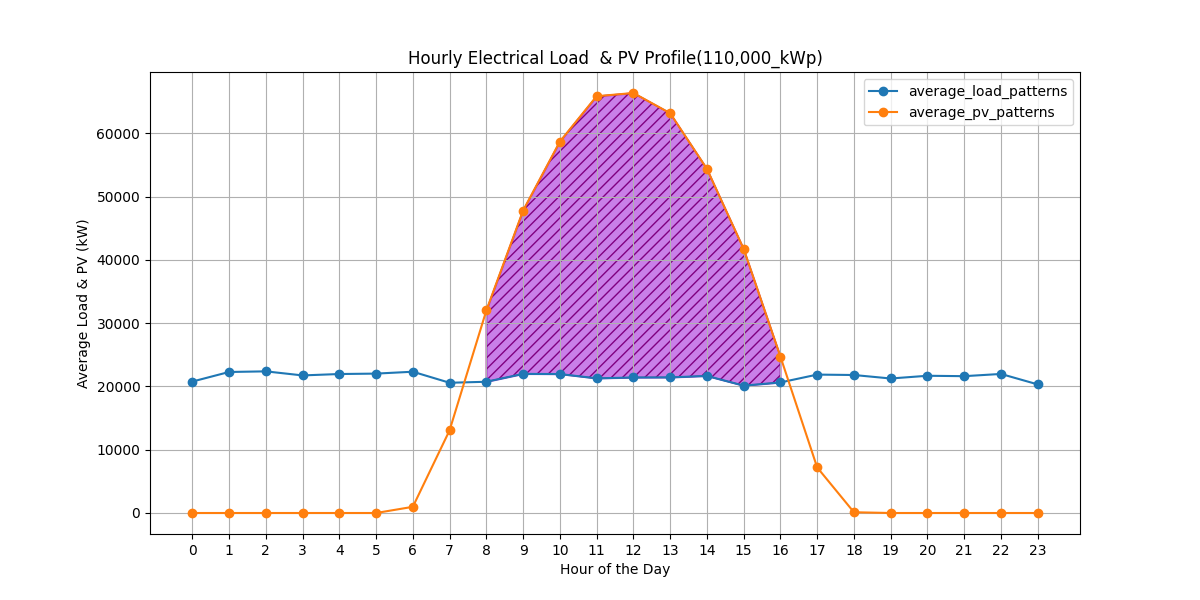 Hourly Electrical Load  & PV Profile(110,000_kWp)
average_load_patterns
average_pv_patterns
Average Load & PV (kW)
60000
50000
40000
30000
20000
10000
0
0 1 2 3 4 5 6 7 8 9 10 11 12 13 14 15 16 17 18 19 20 21 22 23
Hour of the Day